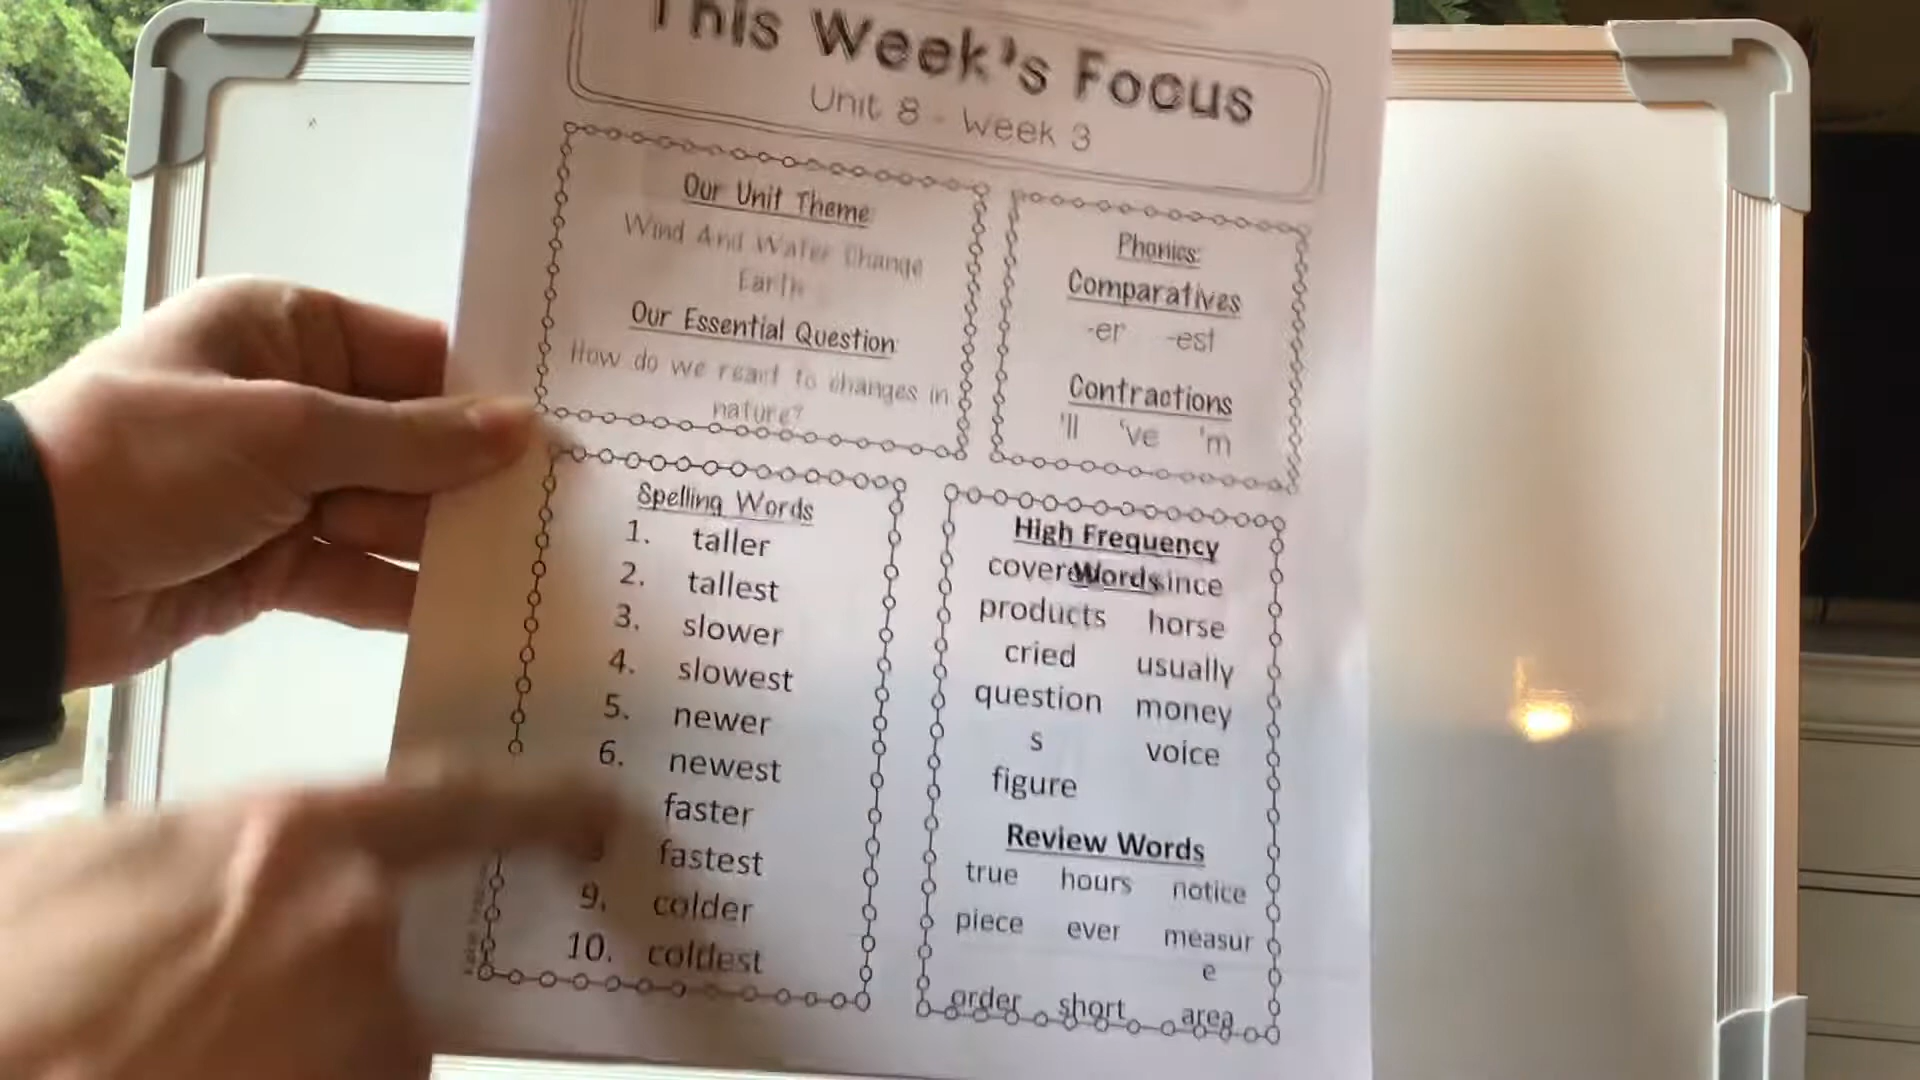 This Week's Focus
Unit 8 - Week 3
Our Unit Theme:
Wind And Water Change
Earth
Our Essential Question:
How do we react to changes in
nature?
Phonics:
Comparatives
-er -est
Contractions
'll 've 'm
Spelling Words
1. taller
2. tallest
3. slower
4. slowest
5. newer
6. newest
faster
fastest
9. colder
10. coldest
High Frequency
Words
covered since
products horse
cried usually
question money
s voice
figure
Review Words
true hours notice
piece ever measur
e
order short area